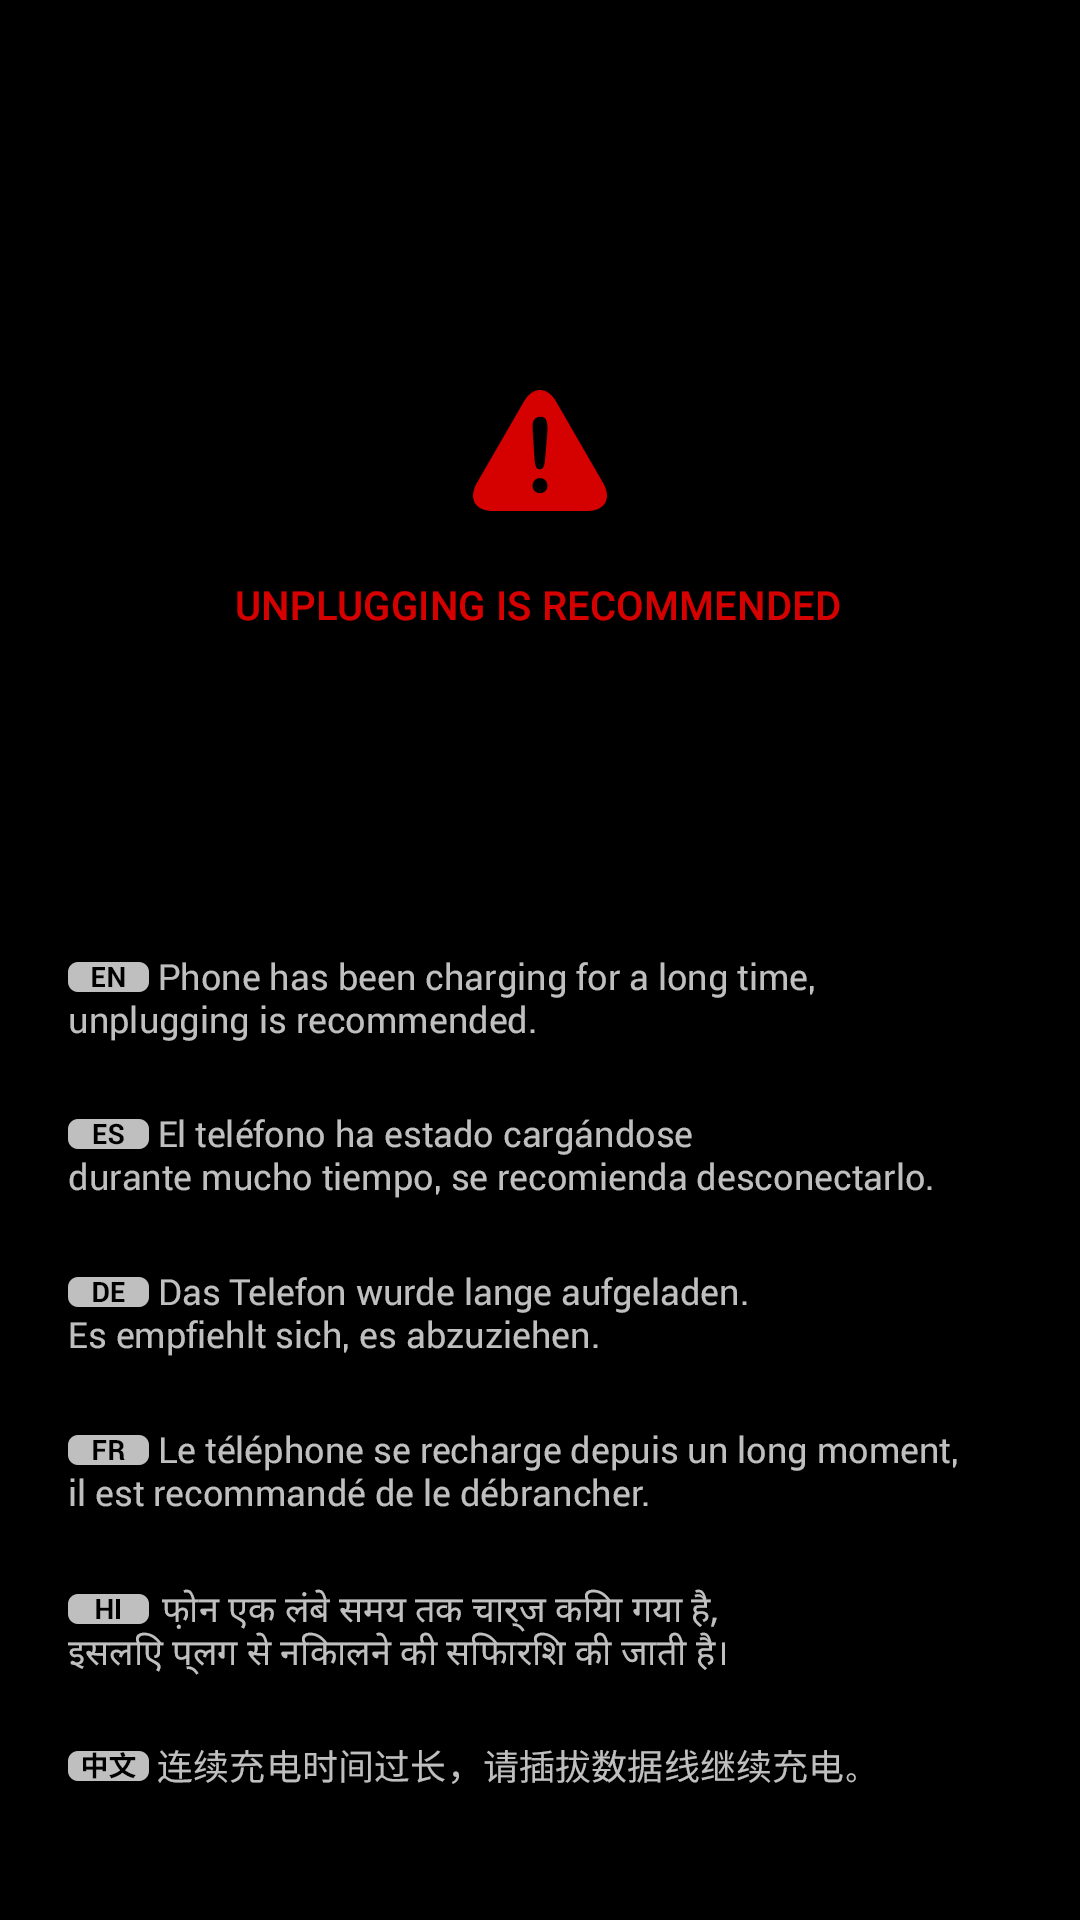 UNPLUGGING IS RECOMMENDED
EN Phone has been charging for a long time,
unplugging is recommended.
ES El teléfono ha estado cargándose
durante mucho tiempo, se recomienda desconectarlo.
DE Das Telefon wurde lange aufgeladen.
Es empfiehlt sich, es abzuziehen.
FR Le téléphone se recharge depuis un long moment,
il est recommandé de le débrancher.
HI फ़ोन एक लंबे समय तक चार्ज किया गया है,
इसलिए प्लग से निकालने की सिफारिश की जाती है।
中文 连续充电时间过长，请插拔数据线继续充电。